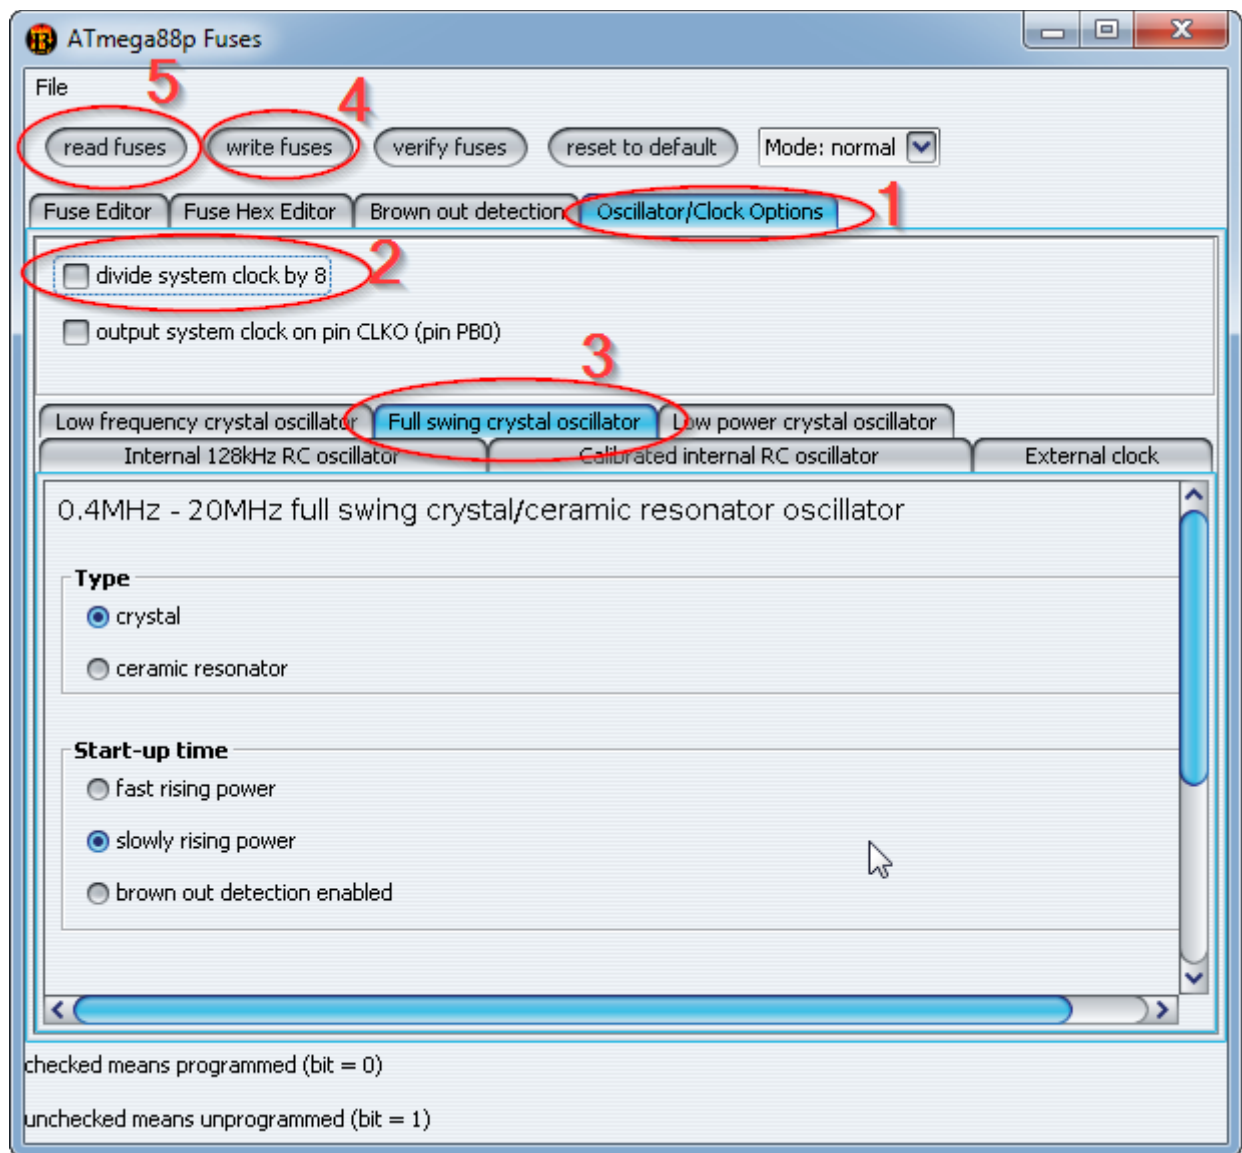 ATmega88p Fuses
File
5
4
read fuses
write fuses
verify fuses
reset to default
Mode: normal
Fuse Editor
Fuse Hex Editor
Brown out detection
Oscillator/Clock Options
1
divide system clock by 8
2
output system clock on pin CLKO (pin PB0)
3
Low frequency crystal oscillator
Full swing crystal oscillator
Low power crystal oscillator
Internal 128kHz RC oscillator
Calibrated internal RC oscillator
External clock
0.4MHz - 20MHz full swing crystal/ceramic resonator oscillator
Type
crystal
ceramic resonator
Start-up time
fast rising power
slowly rising power
brown out detection enabled
checked means programmed (bit = 0)
unchecked means unprogrammed (bit = 1)